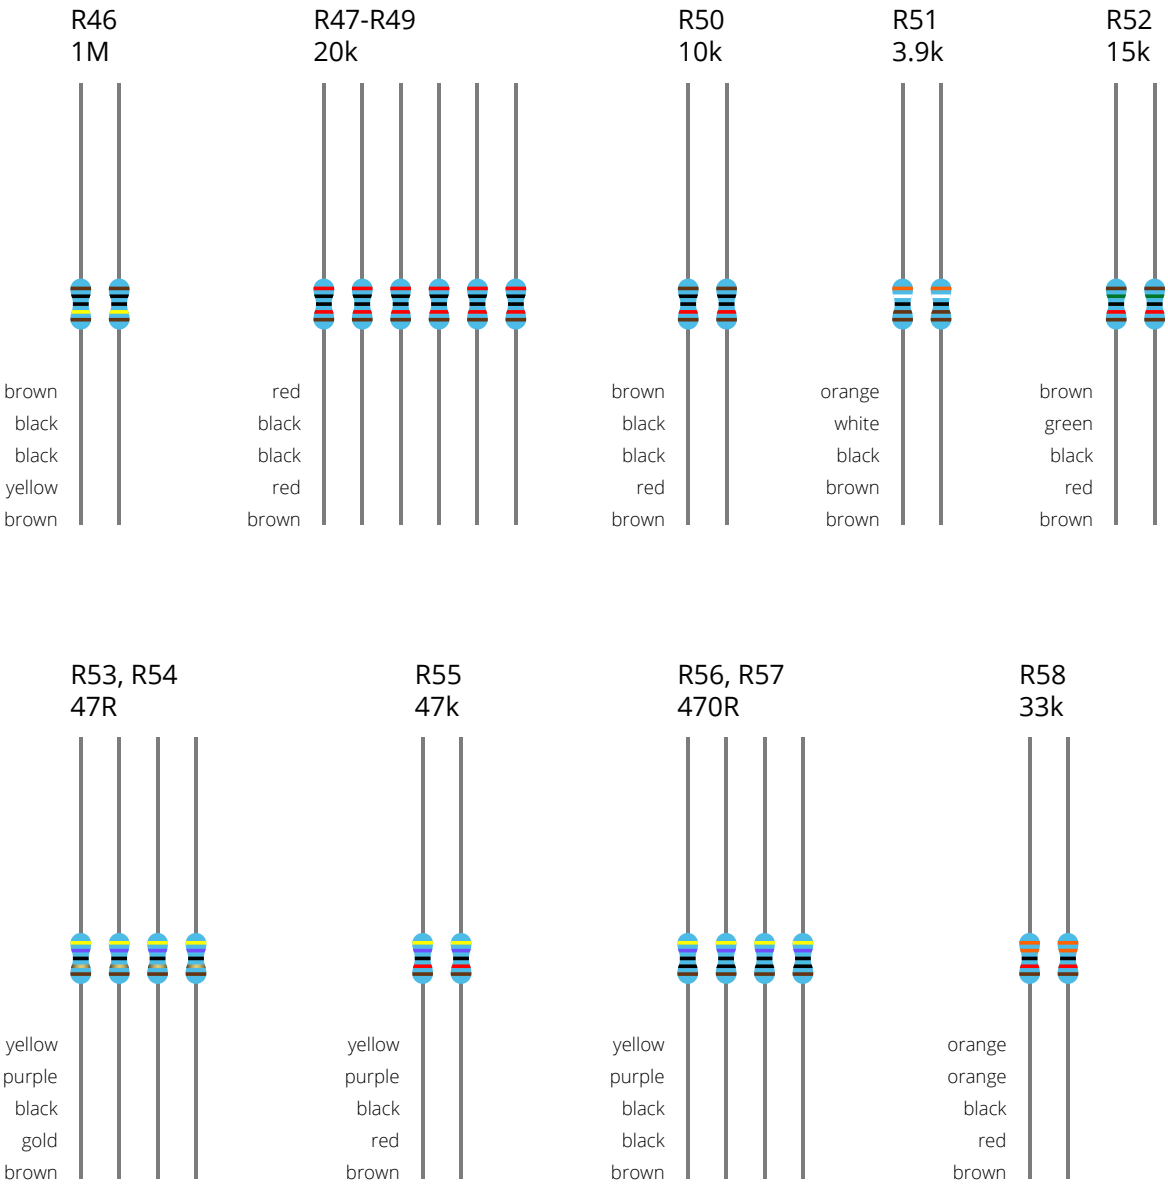 R46
1M
brown
black
black
yellow
brown
R47-R49
20k
red
black
black
red
brown
R50
10k
brown
black
black
red
brown
R51
3.9k
orange
white
black
brown
brown
R52
15k
brown
green
black
red
brown
R53, R54
47R
yellow
purple
black
gold
brown
R55
47k
yellow
purple
black
red
brown
R56, R57
470R
yellow
purple
black
black
brown
R58
33k
orange
orange
black
red
brown